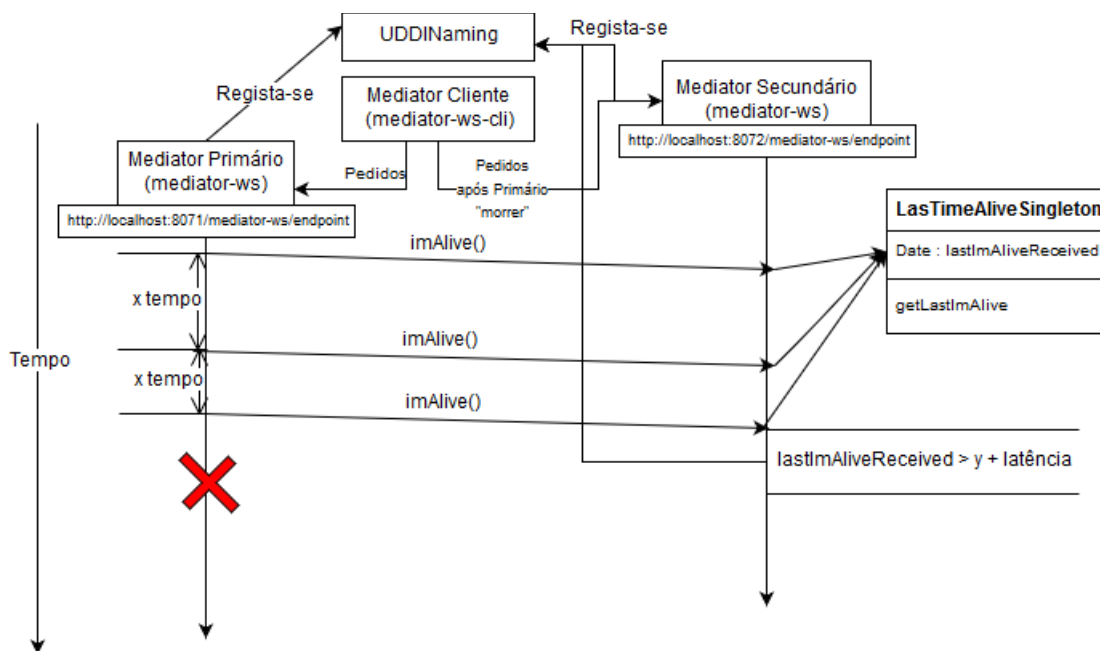 UDDINaming
Regista-se
Regista-se
Mediator Cliente
(mediator-ws-cli)
Mediator Secundário
(mediator-ws)
http://localhost:8072/mediator-ws/endpoint
Mediator Primário
(mediator-ws)
http://localhost:8071/mediator-ws/endpoint
Pedidos
Pedidos
após Primário
"morrer"
LasTimeAliveSingleton
Date : lastImAliveReceived
getLastImAlive
imAlive()
x tempo
imAlive()
Tempo
x tempo
imAlive()
lastImAliveReceived > y + latência